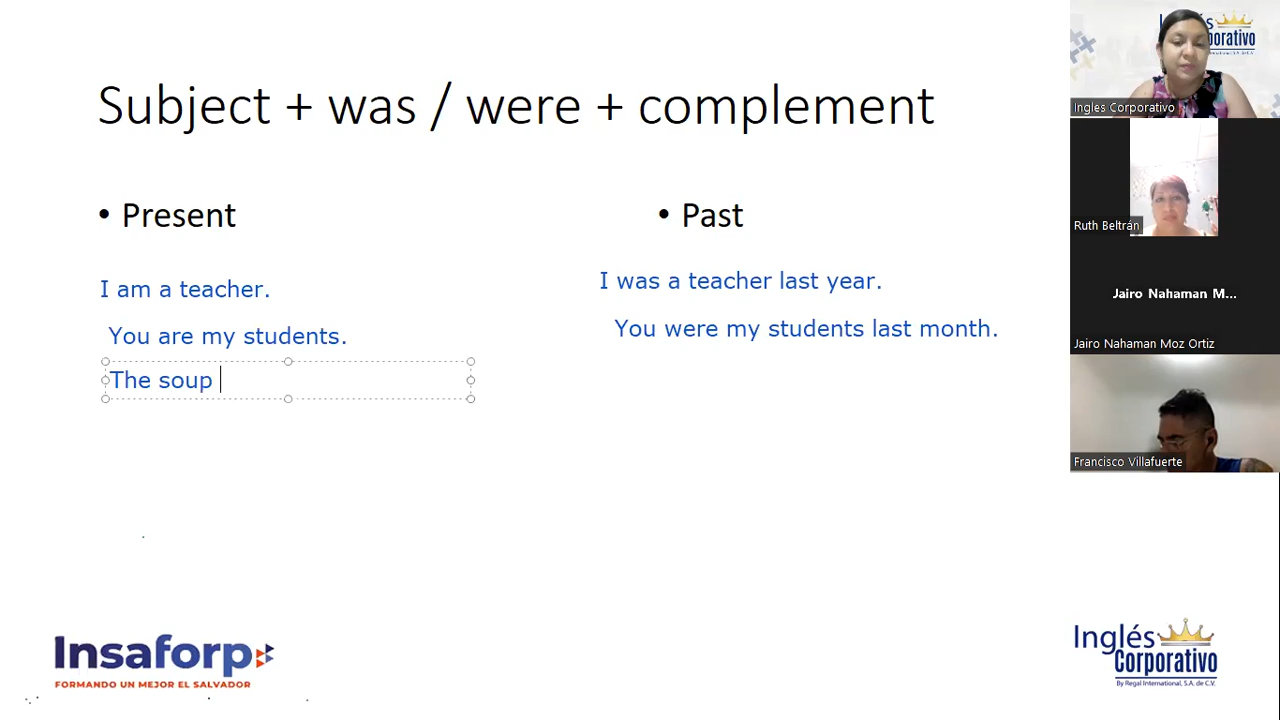 Subject + was / were + complement
• Present
I am a teacher.
You are my students.
The soup
• Past
I was a teacher last year.
You were my students last month.
Insaforp
FORMANDO UN MEJOR EL SALVADOR
Inglés
Corporativo
By Regal International, S.A. de C.V.
Ingles Corporativo
Ruth Beltrán
Jairo Nahaman M...
Jairo Nahaman Moz Ortiz
Francisco Villafuerte